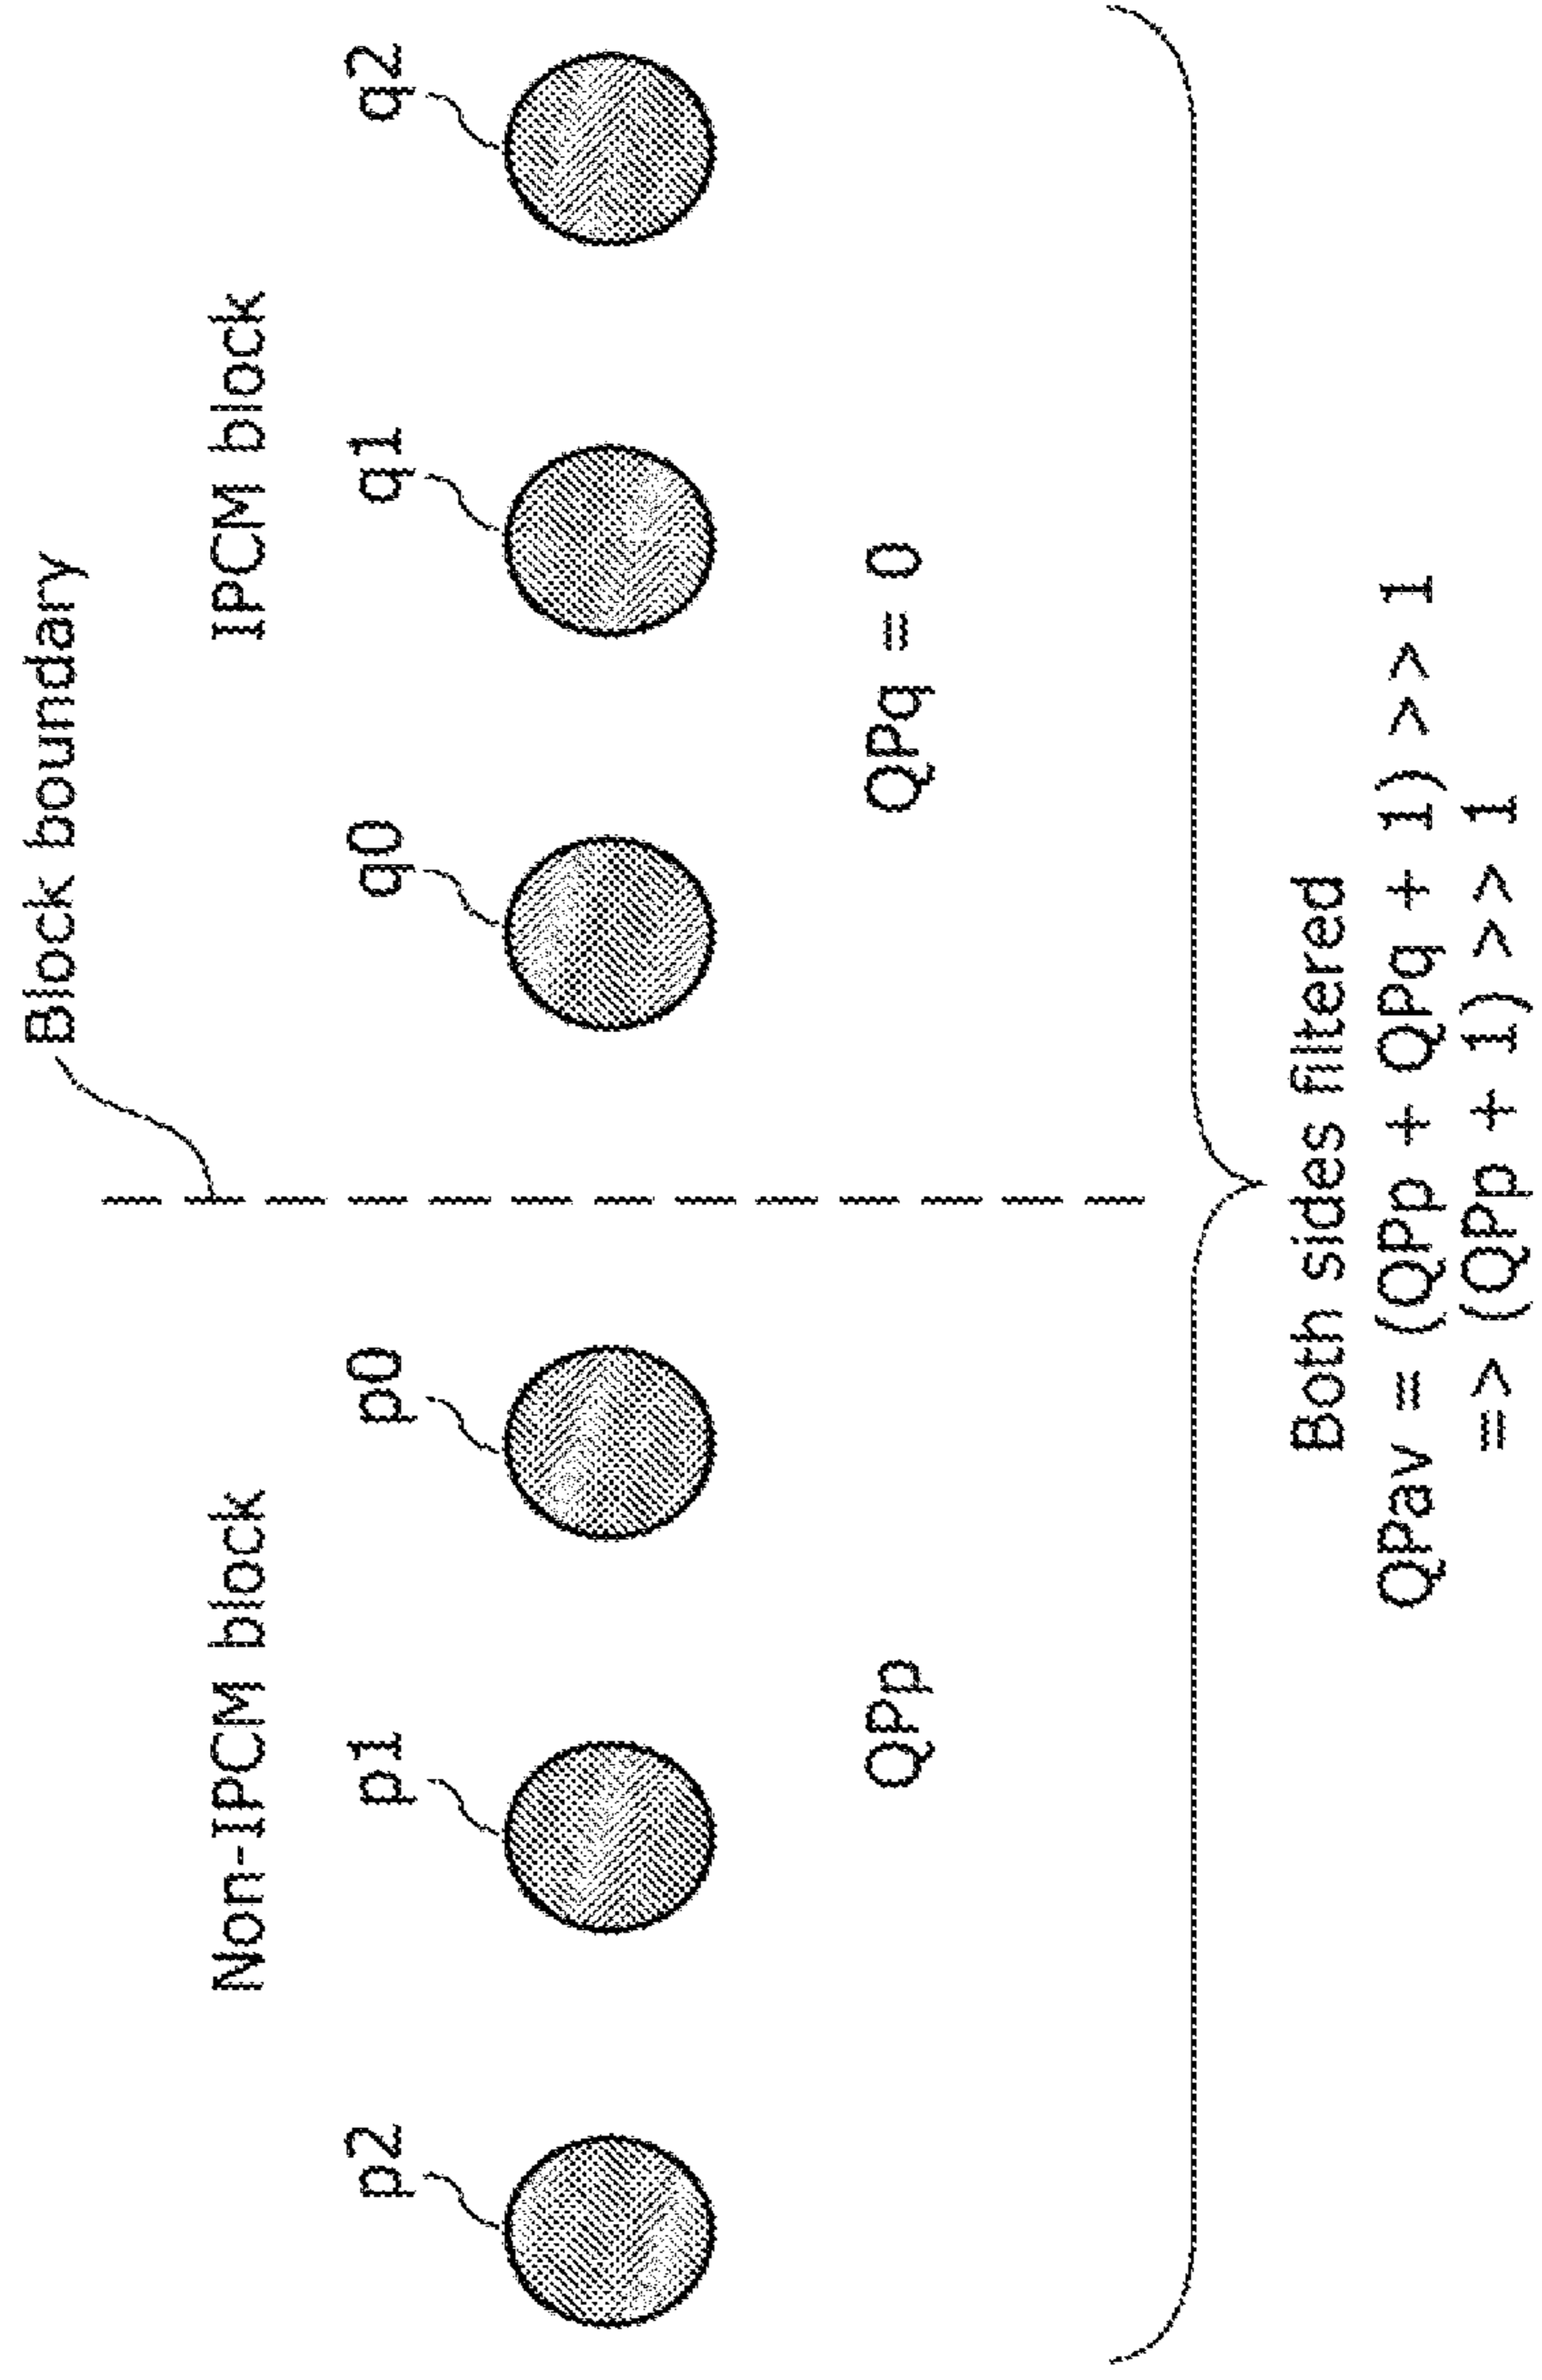 Block boundary
Non-IPCM block
IPCM block
p2
p1
p0
q0
q1
q2
QPp
QPq = 0
Both sides filtered
QPav = (QPp + QPq + 1) >> 1
=> (QPp + 1) >> 1